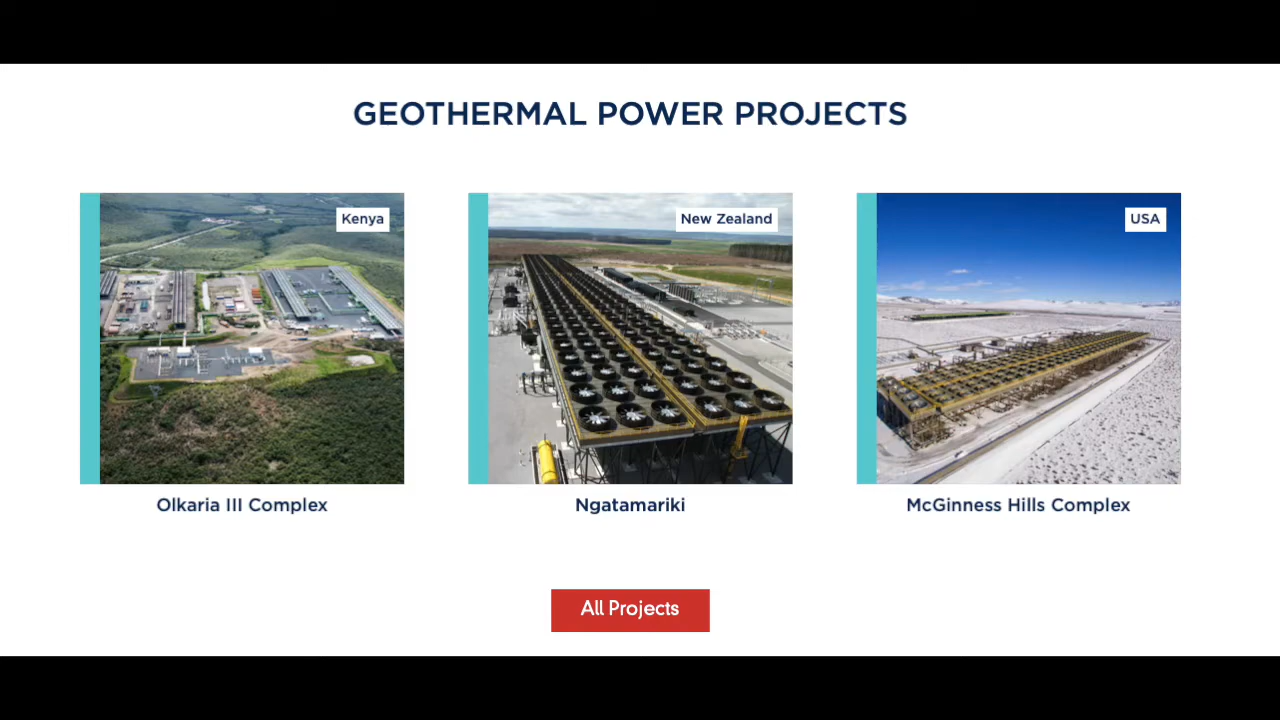 GEOTHERMAL POWER PROJECTS
Kenya
New Zealand
USA
Olkaria III Complex
Ngatamariki
McGinness Hills Complex
All Projects